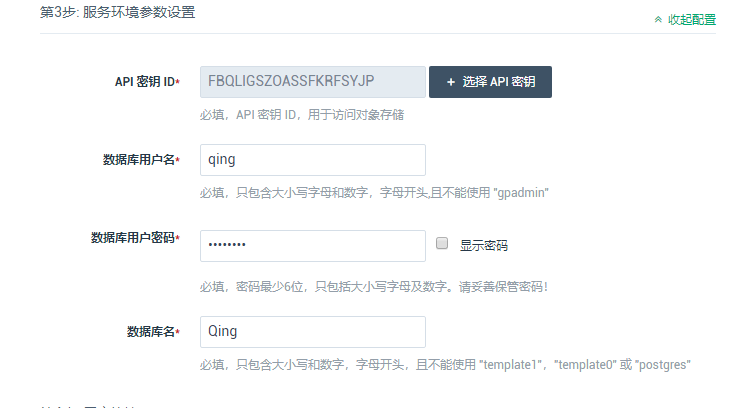 第3步: 服务环境参数设置
收起配置
API 密钥 ID*
FBQLIGSZOASSFKRFSYJP
+ 选择 API 密钥
必填，API 密钥 ID，用于访问对象存储
数据库用户名*
qing
必填，只包含大小写字母和数字，字母开头,且不能使用 "gpadmin"
数据库用户密码*
••••••••
显示密码
必填，密码最少6位，只包括大小写字母及数字。请妥善保管密码！
数据库名*
Qing
必填，只包含大小写和数字，字母开头，且不能使用 "template1"，"template0" 或 "postgres"